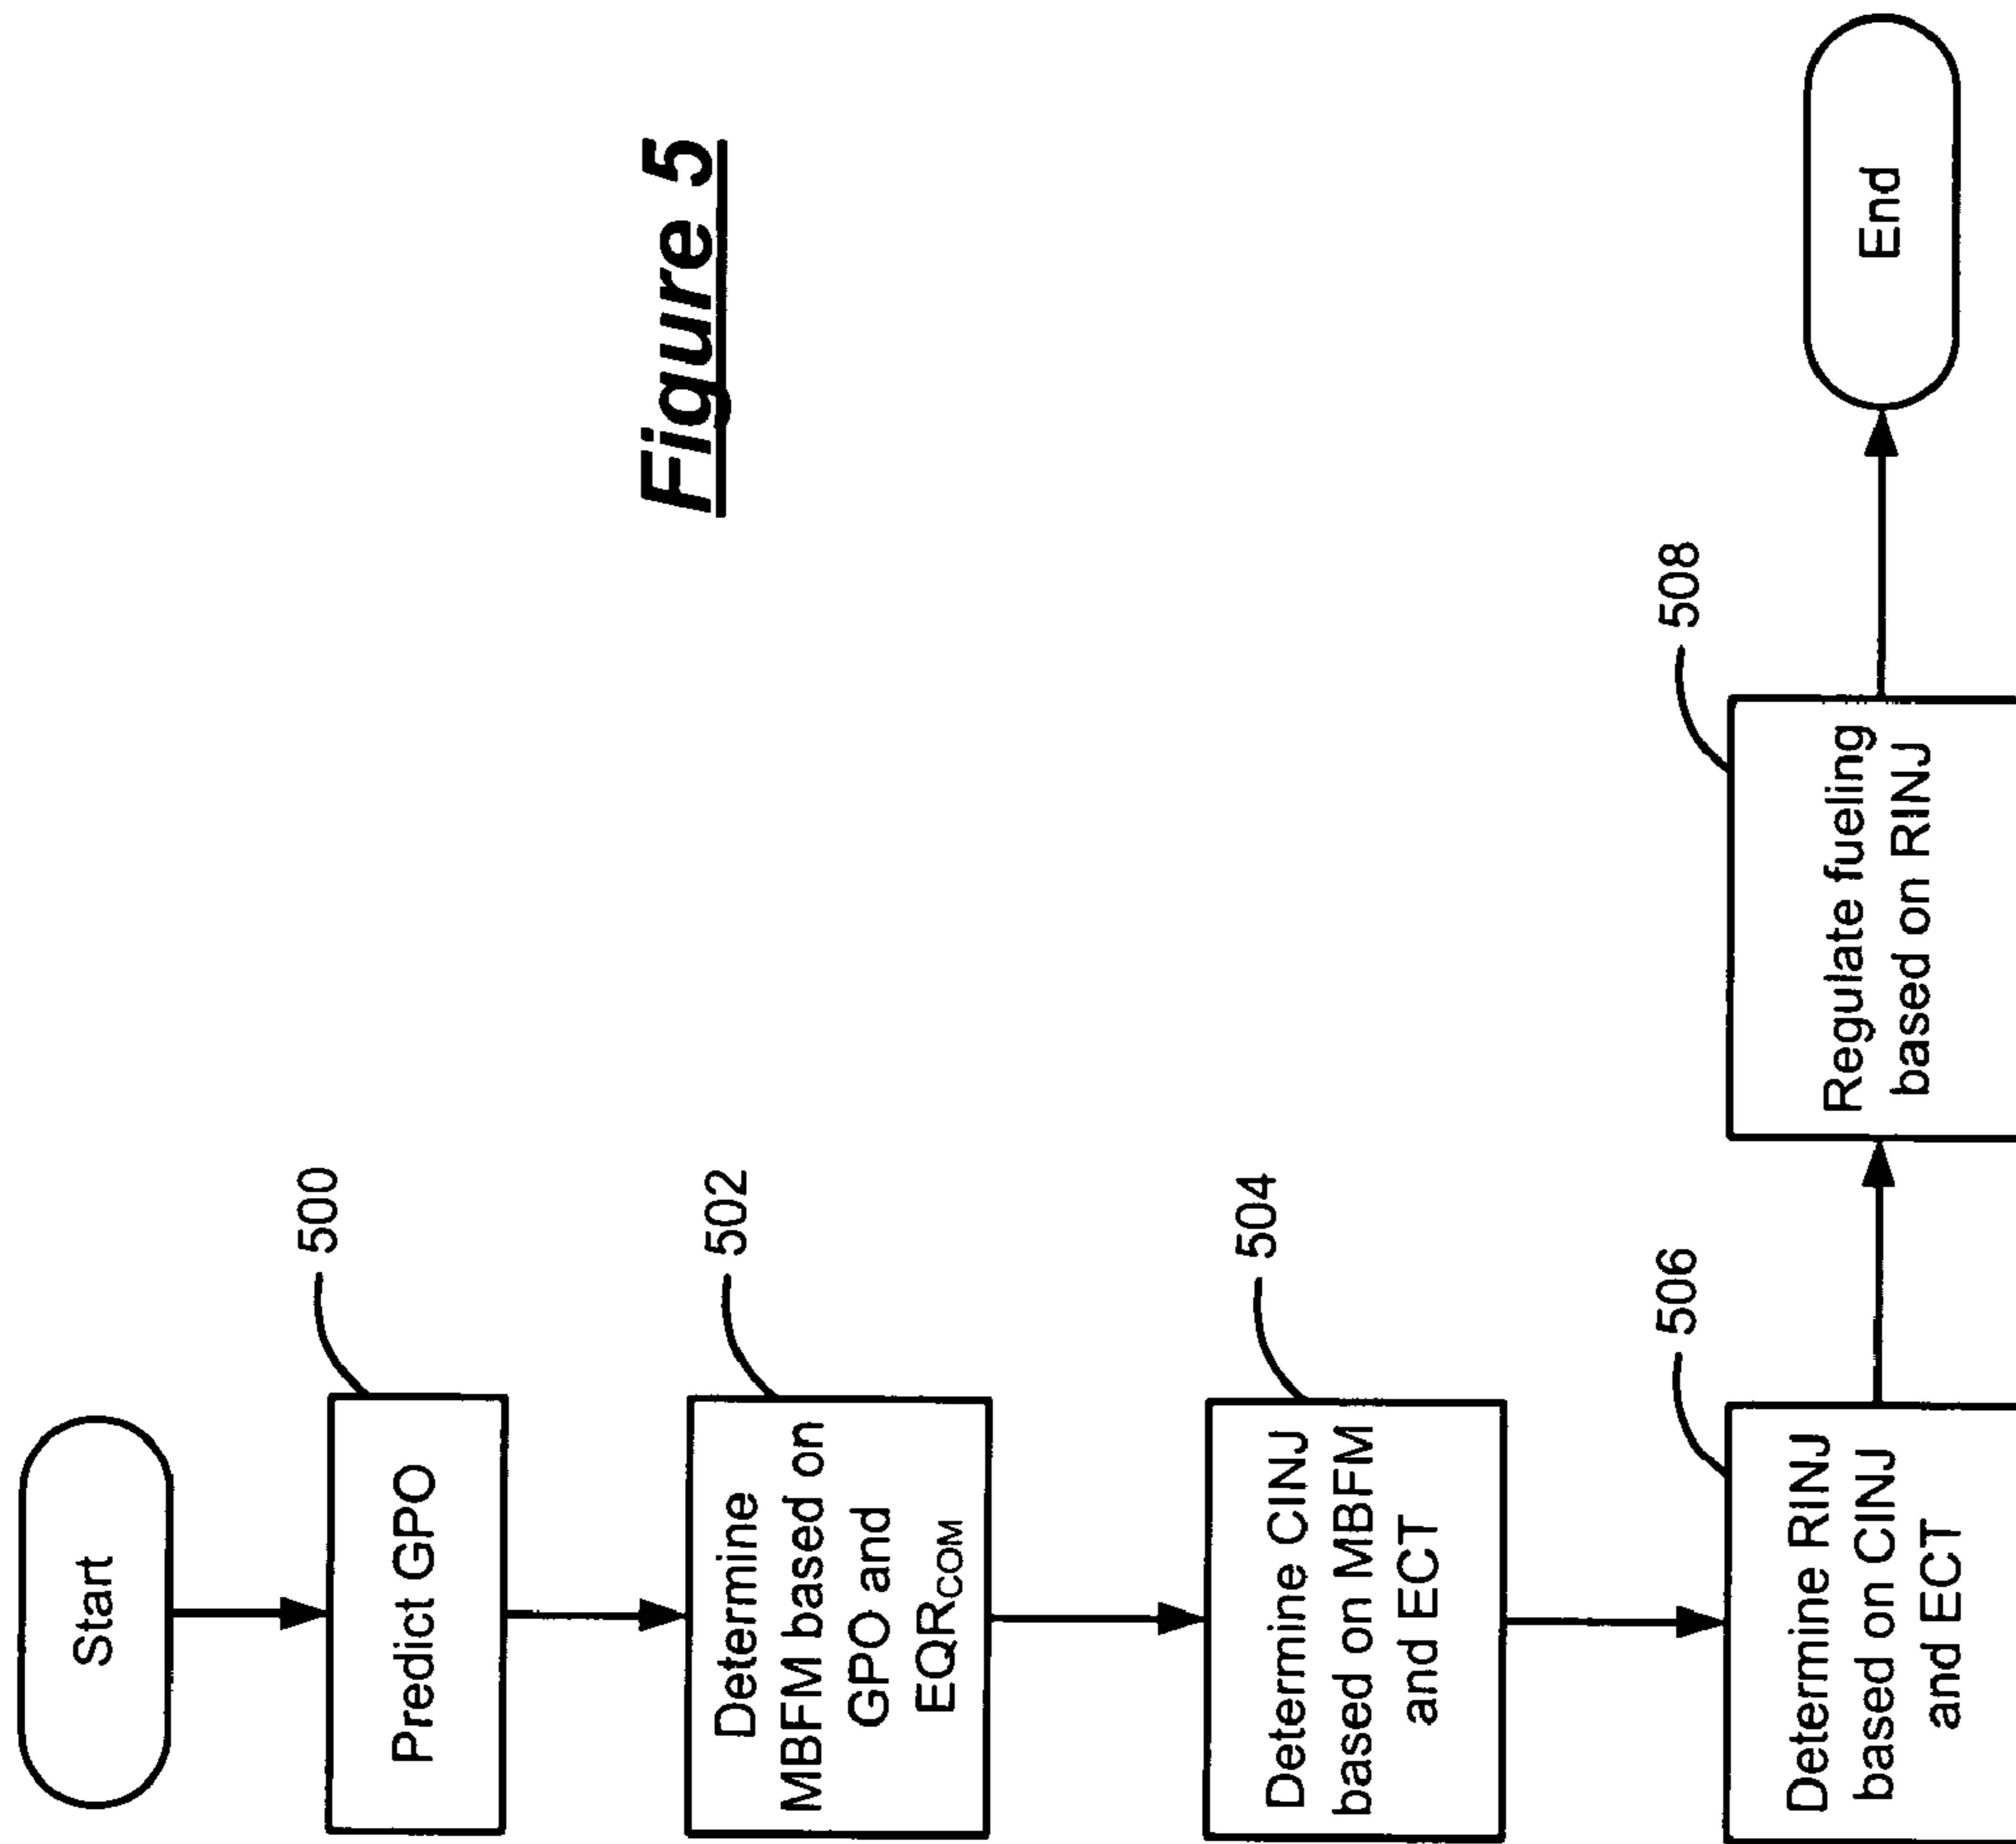 Start
500
Predict GPO
502
Determine
MBFM based on
GPO and
EQRCOM
504
Determine CINJ
based on MBFM
and ECT
506
Determine RINJ
based on CINJ
and ECT
508
Regulate fueling
based on RINJ
End
Figure 5